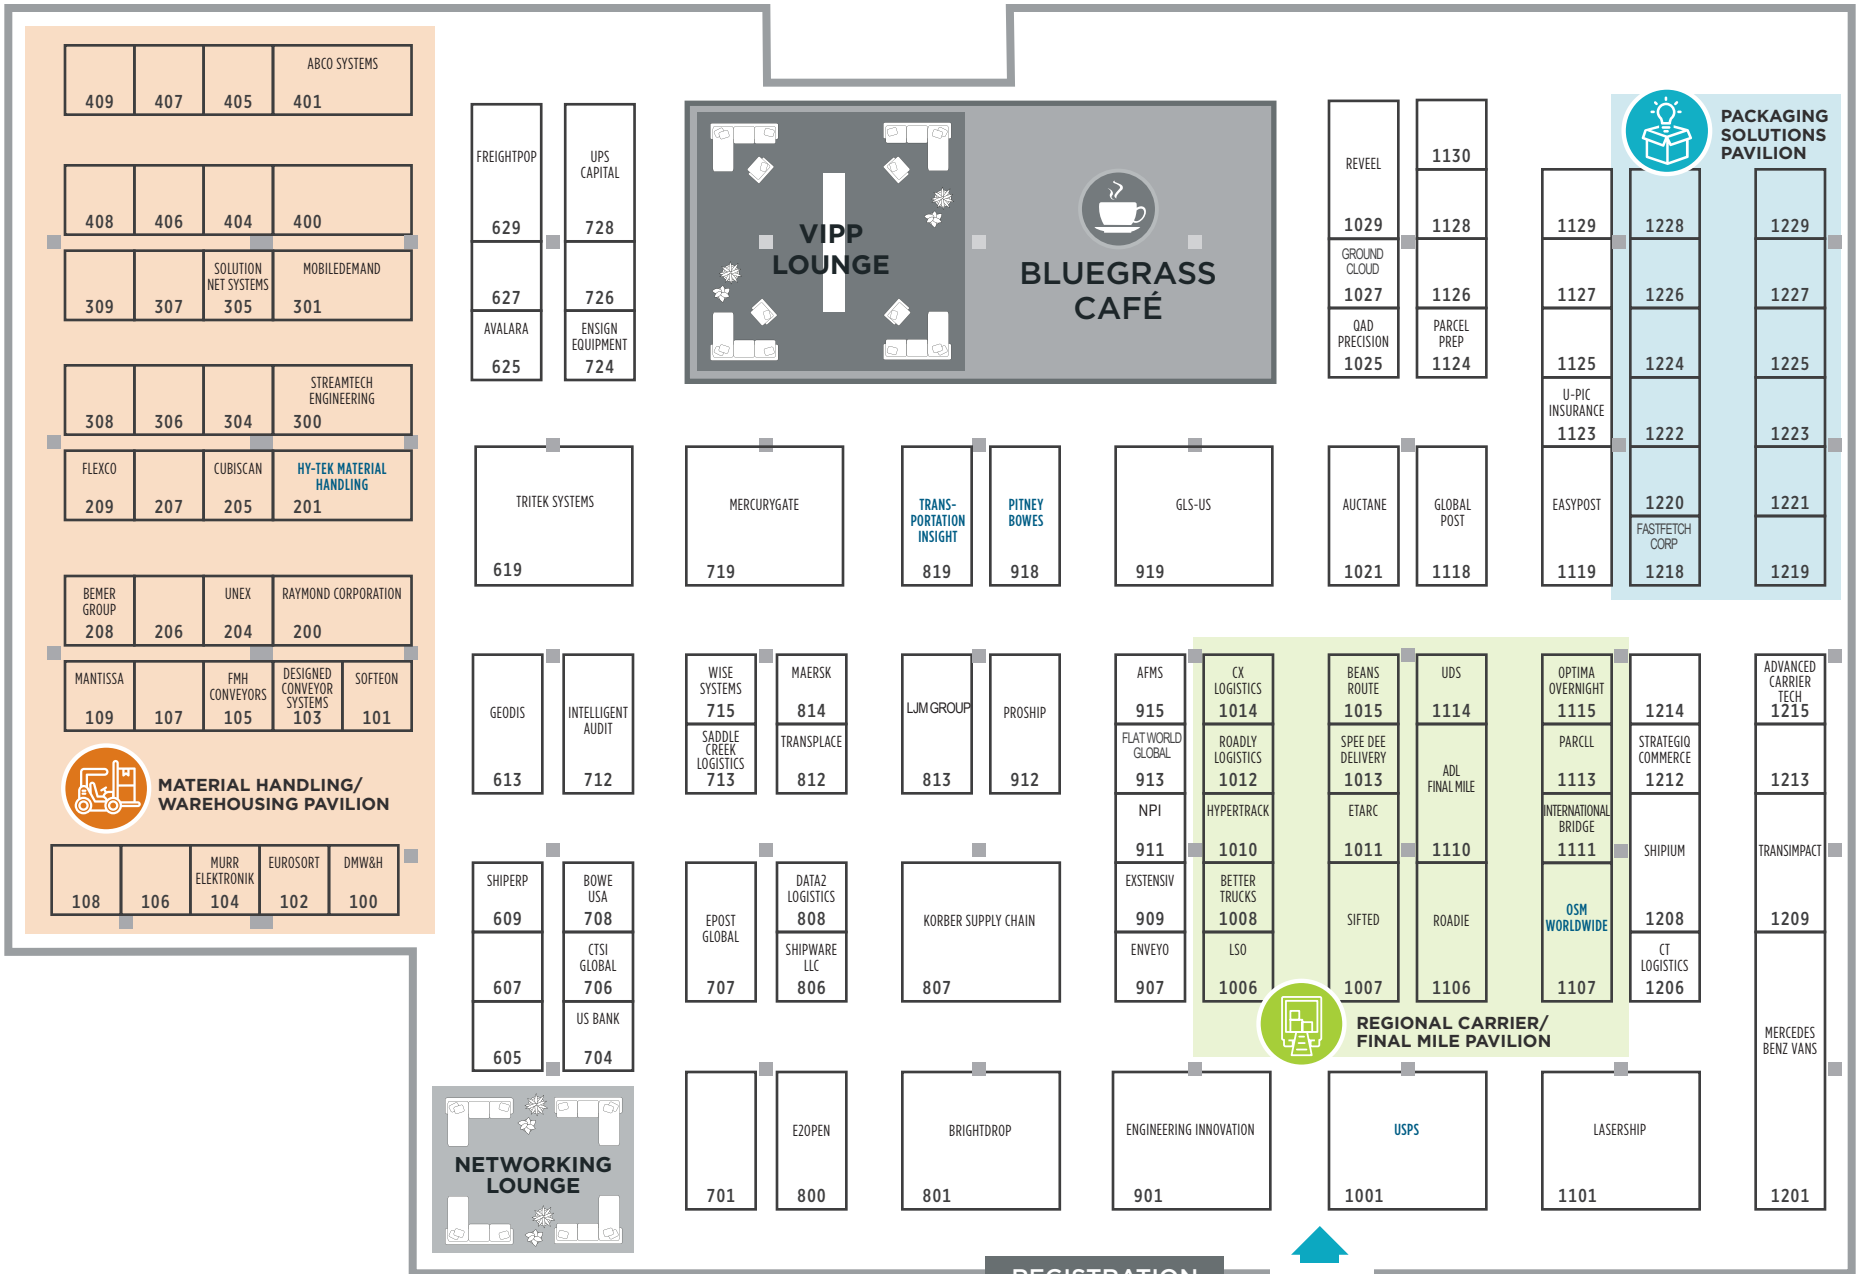 ABCO SYSTEMS
409
407
405
401
408
406
404
400
SOLUTION
NET SYSTEMS
MOBILEDEMAND
309
307
305
301
STREAMTECH
ENGINEERING
308
306
304
300
FLEXCO
CUBISCAN
HY-TEK MATERIAL
HANDLING
209
207
205
201
BEMER
GROUP
UNEX
RAYMOND CORPORATION
208
206
204
200
MANTISSA
FMH
CONVEYORS
DESIGNED
CONVEYOR
SYSTEMS
SOFTEON
109
107
105
103
101
MATERIAL HANDLING/
WAREHOUSING PAVILION
MURR
ELEKTRONIK
EUROSORT
DMW&H
108
106
104
102
100
FREIGHTPOP
629
UPS
CAPITAL
728
627
726
AVALARA
625
ENSIGN
EQUIPMENT
724
VIPP
LOUNGE
BLUEGRASS
CAFÉ
REVEEL
1029
1130
1128
GROUND
CLOUD
1027
1126
QAD
PRECISION
1025
PARCEL
PREP
1124
PACKAGING
SOLUTIONS
PAVILION
1129
1228
1229
1127
1226
1227
1125
1224
1225
U-PIC
INSURANCE
1123
1222
1223
EASYPOST
1119
1220
1221
FASTFETCH
CORP
1218
1219
TRITEK SYSTEMS
619
MERCURYGATE
719
TRANS-
PORTATION
INSIGHT
819
PITNEY
BOWES
918
GLS-US
919
AUCTANE
1021
GLOBAL
POST
1118
GEODIS
613
INTELLIGENT
AUDIT
712
WISE
SYSTEMS
715
MAERSK
814
SADDLE
CREEK
LOGISTICS
713
TRANSPLACE
812
LJM GROUP
813
PROSHIP
912
AFMS
915
CX
LOGISTICS
1014
FLAT WORLD
GLOBAL
913
ROADLY
LOGISTICS
1012
NPI
911
HYPERTRACK
1010
EXSTENSIV
909
BETTER
TRUCKS
1008
ENVEYO
907
LSO
1006
BEANS
ROUTE
1015
UDS
1114
SPEE DEE
DELIVERY
1013
ADL
FINAL MILE
1110
ETARC
1011
SIFTED
1007
ROADIE
1106
OPTIMA
OVERNIGHT
1115
1214
PARCLL
1113
STRATEGIQ
COMMERCE
1212
INTERNATIONAL
BRIDGE
1111
SHIPIUM
1208
OSM
WORLDWIDE
1107
CT
LOGISTICS
1206
ADVANCED
CARRIER
TECH
1215
1213
TRANSIMPACT
1209
MERCEDES
BENZ VANS
1201
REGIONAL CARRIER/
FINAL MILE PAVILION
SHIPERP
609
BOWE
USA
708
607
CTSI
GLOBAL
706
605
US BANK
704
EPOST
GLOBAL
707
DATA2
LOGISTICS
808
SHIPWARE
LLC
806
KORBER SUPPLY CHAIN
807
NETWORKING
LOUNGE
701
E2OPEN
800
BRIGHTDROP
801
ENGINEERING INNOVATION
901
USPS
1001
LASERSHIP
1101
REGISTRATION